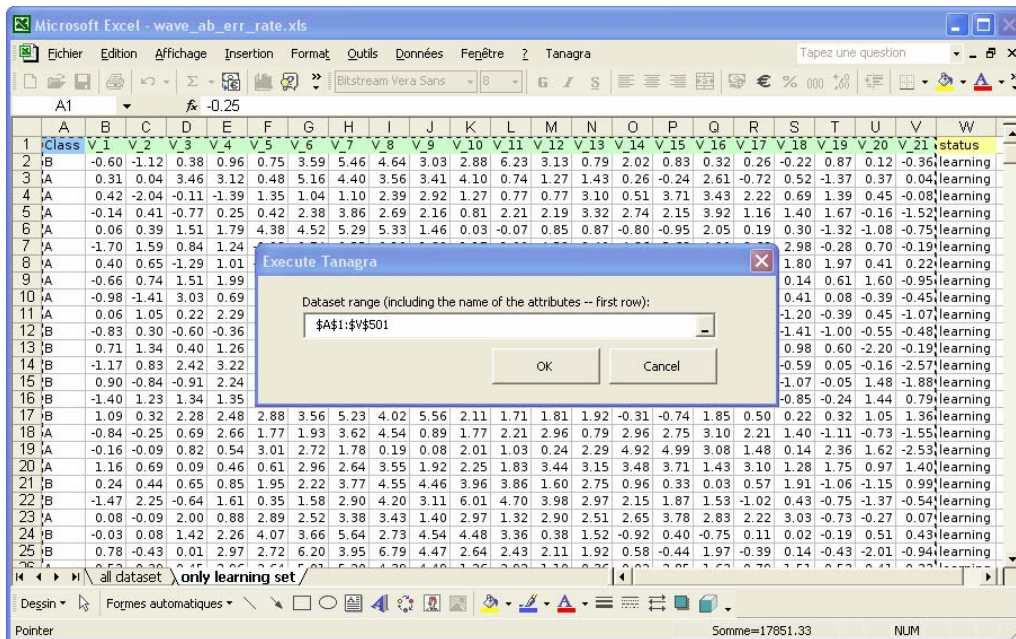 Microsoft Excel - wave_ab_err_rate.xls
Fichier Edition Affichage Insertion Format Outils Données Fenêtre ? Tanagra Tapez une question
Bitstream Vera Sans 8 G I S € % 000
A1 fx -0.25
A B C D E F G H I J K L M N O P Q R S T U V W
1 Class V_1 V_2 V_3 V_4 V_5 V_6 V_7 V_8 V_9 V_10 V_11 V_12 V_13 V_14 V_15 V_16 V_17 V_18 V_19 V_20 V_21 status
2 B -0.60 -1.12 0.38 0.96 0.75 3.59 5.46 4.64 3.03 2.88 6.23 3.13 0.79 2.02 0.83 0.32 0.26 -0.22 0.87 0.12 -0.36 learning
3 A 0.31 0.04 3.46 3.12 0.48 5.16 4.40 3.56 3.41 4.10 0.74 1.27 1.43 0.26 -0.24 2.61 -0.72 0.52 -1.37 0.37 0.04 learning
4 A 0.42 -2.04 -0.11 -1.39 1.35 1.04 1.10 2.39 2.92 1.27 0.77 0.77 3.10 0.51 3.71 3.43 2.22 0.69 1.39 0.45 -0.08 learning
5 A -0.14 0.41 -0.77 0.25 0.42 2.38 3.86 2.69 2.16 0.81 2.21 2.19 3.32 2.74 2.15 3.92 1.16 1.40 1.67 -0.16 -1.52 learning
6 A 0.06 0.39 1.51 1.79 4.38 4.52 5.29 5.33 1.46 0.03 -0.07 0.85 0.87 -0.80 -0.95 2.05 0.19 0.30 -1.32 -1.08 -0.75 learning
7 A -1.70 1.59 0.84 1.24 2.98 -0.28 0.70 -0.19 learning
8 A 0.40 0.65 -1.29 1.01 1.80 1.97 0.41 0.22 learning
9 A -0.66 0.74 1.51 1.99 0.14 0.61 1.60 -0.95 learning
10 A -0.98 -1.41 3.03 0.69 0.41 0.08 -0.39 -0.45 learning
11 A 0.06 1.05 0.22 2.29 -1.20 -0.39 0.45 -1.07 learning
12 B -0.83 0.30 -0.60 -0.36 -1.41 -1.00 -0.55 -0.48 learning
13 B 0.71 1.34 0.40 1.26 0.98 0.60 -2.20 -0.19 learning
14 B -1.17 0.83 2.42 3.22 -0.59 0.05 -0.16 -2.57 learning
15 B 0.90 -0.84 -0.91 2.24 -1.07 -0.05 1.48 -1.88 learning
16 B -1.40 1.23 1.34 1.35 -0.85 -0.24 1.44 0.79 learning
Execute Tanagra
Dataset range (including the name of the attributes -- first row):
$A$1:$V$501
OK Cancel
17 B 1.09 0.32 2.28 2.48 2.88 3.56 5.23 4.02 5.56 2.11 1.71 1.81 1.92 -0.31 -0.74 1.85 0.50 0.22 0.32 1.05 1.36 learning
18 A -0.84 -0.25 0.69 2.66 1.77 1.93 3.62 4.54 0.89 1.77 2.21 2.96 0.79 2.96 2.75 3.10 2.21 1.40 -1.11 -0.73 -1.55 learning
19 A -0.16 -0.09 0.82 0.54 3.01 2.72 1.78 0.19 0.08 2.01 1.03 0.24 2.29 4.92 4.99 3.08 1.48 0.14 2.36 1.62 -2.53 learning
20 A 1.16 0.69 0.09 0.46 0.61 2.96 2.64 3.55 1.92 2.25 1.83 3.44 3.15 3.48 3.71 1.43 3.10 1.28 1.75 0.97 1.40 learning
21 B 0.24 0.44 0.65 0.85 1.95 2.22 3.77 4.55 4.46 3.96 3.86 1.60 2.75 0.96 0.33 0.03 0.57 1.91 -1.06 -1.15 0.99 learning
22 B -1.47 2.25 -0.64 1.61 0.35 1.58 2.90 4.20 3.11 6.01 4.70 3.98 2.97 2.15 1.87 1.53 -1.02 0.43 -0.75 -1.37 -0.54 learning
23 A 0.08 -0.09 2.00 0.88 2.89 2.52 3.38 3.43 1.40 2.97 1.32 2.90 2.51 2.65 3.78 2.83 2.22 3.03 -0.73 -0.27 0.07 learning
24 B -0.03 0.08 1.42 2.26 4.07 3.66 5.64 2.73 4.54 4.48 3.36 0.38 1.52 -0.92 0.40 -0.75 0.11 0.02 -0.19 0.51 0.43 learning
25 B 0.78 -0.43 0.01 2.97 2.72 6.20 3.95 6.79 4.47 2.64 2.43 2.11 1.92 0.58 -0.44 1.97 -0.39 0.14 -0.43 -2.01 -0.94 learning
all dataset only learning set
Dessin Formes automatiques
Pointer Somme=17851.33 NUM